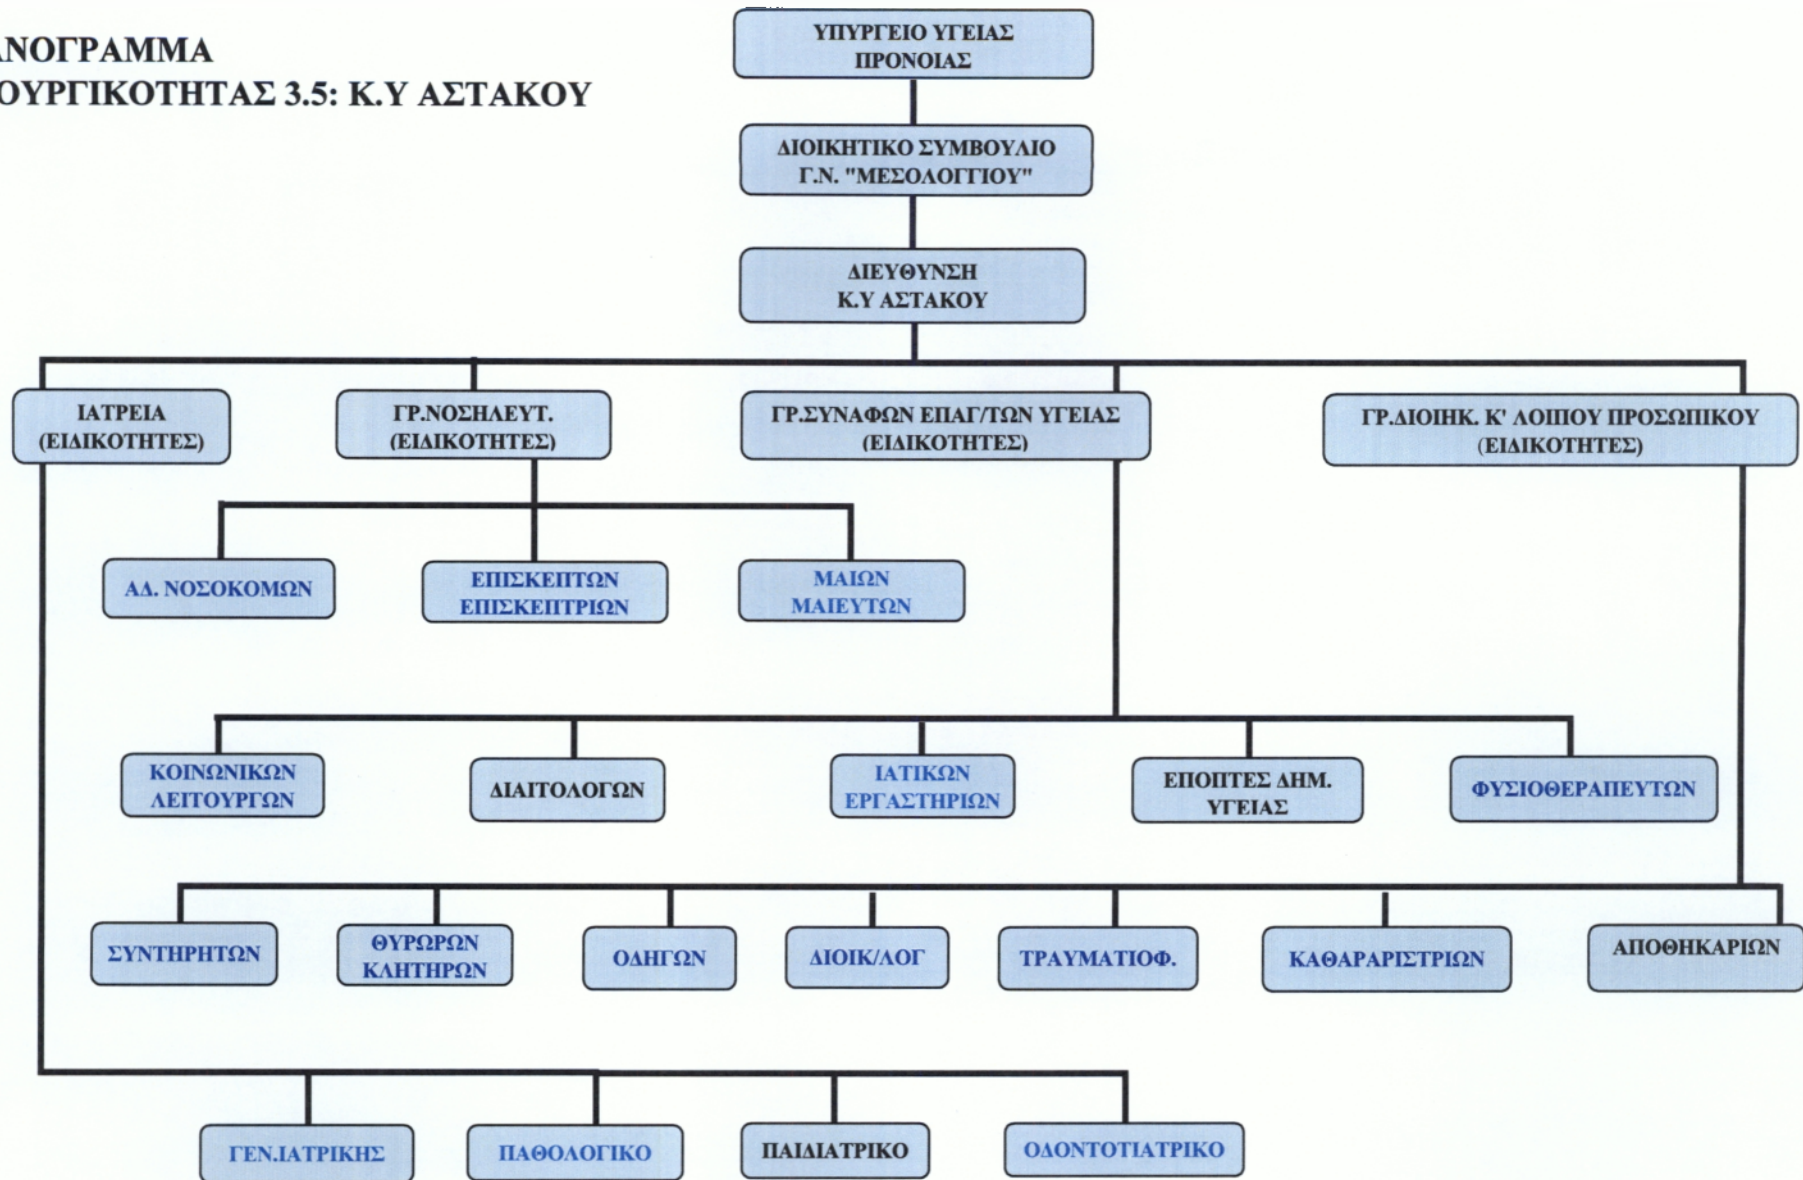 ΑΝΟΓΡΑΜΜΑ
ΟΥΡΓΙΚΟΤΗΤΑΣ 3.5: Κ.Υ ΑΣΤΑΚΟΥ
ΥΠΥΡΓΕΙΟ ΥΓΕΙΑΣ
ΠΡΟΝΟΙΑΣ
ΔΙΟΙΚΗΤΙΚΟ ΣΥΜΒΟΥΛΙΟ
Γ.Ν. "ΜΕΣΟΛΟΓΓΙΟΥ"
ΔΙΕΥΘΥΝΣΗ
Κ.Υ ΑΣΤΑΚΟΥ
ΙΑΤΡΕΙΑ
(ΕΙΔΙΚΟΤΗΤΕΣ)
ΓΡ.ΝΟΣΗΛΕΥΤ.
(ΕΙΔΙΚΟΤΗΤΕΣ)
ΓΡ.ΣΥΝΑΦΩΝ ΕΠΑΓ/ΤΩΝ ΥΓΕΙΑΣ
(ΕΙΔΙΚΟΤΗΤΕΣ)
ΓΡ.ΔΙΟΙΗΚ. Κ' ΛΟΙΠΟΥ ΠΡΟΣΩΠΙΚΟΥ
(ΕΙΔΙΚΟΤΗΤΕΣ)
ΑΔ. ΝΟΣΟΚΟΜΩΝ
ΕΠΙΣΚΕΠΤΩΝ
ΕΠΙΣΚΕΠΤΡΙΩΝ
ΜΑΙΩΝ
ΜΑΙΕΥΤΩΝ
ΚΟΙΝΩΝΙΚΩΝ
ΛΕΙΤΟΥΡΓΩΝ
ΔΙΑΙΤΟΛΟΓΩΝ
ΙΑΤΙΚΩΝ
ΕΡΓΑΣΤΗΡΙΩΝ
ΕΠΟΠΤΕΣ ΔΗΜ.
ΥΓΕΙΑΣ
ΦΥΣΙΟΘΕΡΑΠΕΥΤΩΝ
ΣΥΝΤΗΡΗΤΩΝ
ΘΥΡΩΡΩΝ
ΚΛΗΤΗΡΩΝ
ΟΔΗΓΩΝ
ΔΙΟΙΚ/ΛΟΓ
ΤΡΑΥΜΑΤΙΟΦ.
ΚΑΘΑΡΑΡΙΣΤΡΙΩΝ
ΑΠΟΘΗΚΑΡΙΩΝ
ΓΕΝ.ΙΑΤΡΙΚΗΣ
ΠΑΘΟΛΟΓΙΚΟ
ΠΑΙΔΙΑΤΡΙΚΟ
ΟΔΟΝΤΟΤΙΑΤΡΙΚΟ